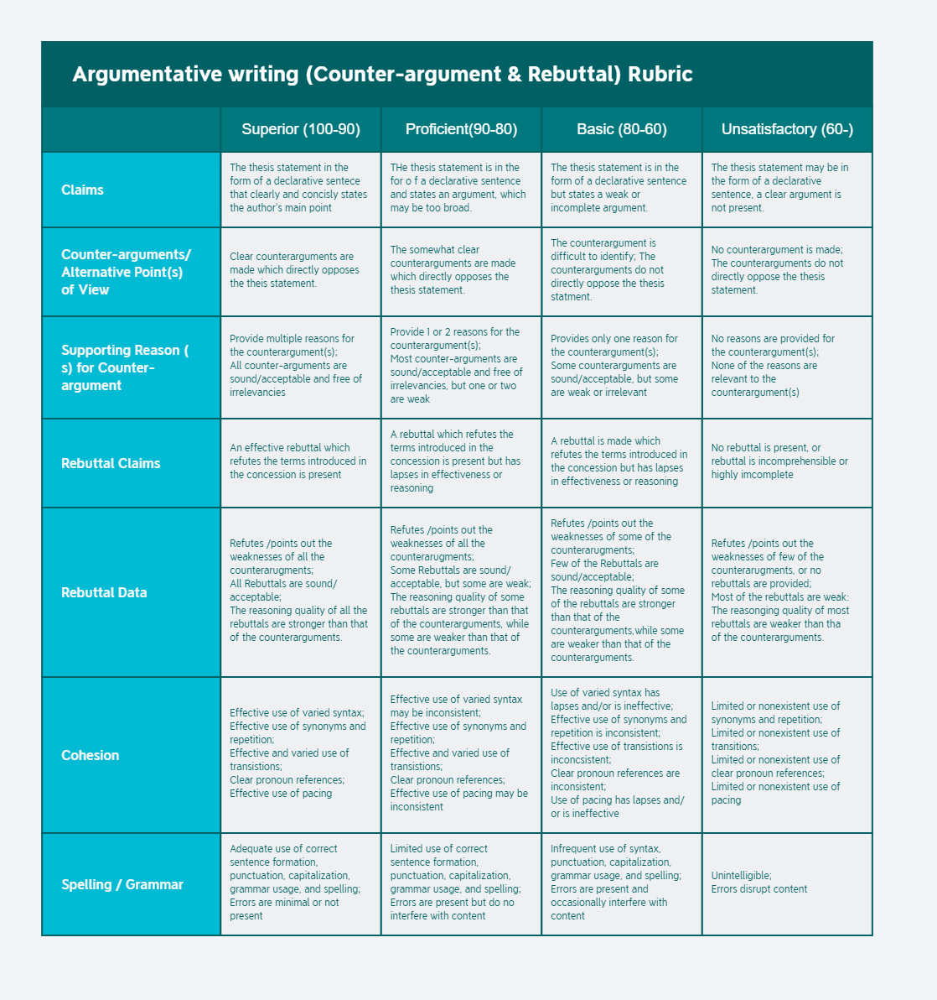 Argumentative writing (Counter-argument & Rebuttal) Rubric
Superior (100-90)
Proficient(90-80)
Basic (80-60)
Unsatisfactory (60-)
Claims
The thesis statement in the
form of a declarative sentece
that clearly and concisly states
the author's main point
THe thesis statement is in the
for o f a declarative sentence
and states an argument, which
may be too broad.
The thesis statement is in the
form of a declarative sentence
but states a weak or
incomplete argument.
The thesis statement may be in
the form of a declarative
sentence, a clear argument is
not present.
Counter-arguments/
Alternative Point(s)
of View
Clear counterarguments are
made which directly opposes
the theis statement.
The somewhat clear
counterarguments are made
which directly opposes the
thesis statement.
The counterargument is
difficult to identify; The
counterarguments do not
directly oppose the thesis
statment.
No counterargument is made;
The counterarguments do not
directly oppose the thesis
statement.
Supporting Reason (
s) for Counter-
argument
Provide multiple reasons for
the counterargument(s);
All counter-arguments are
sound/acceptable and free of
irrelevancies
Provide 1 or 2 reasons for the
counterargument(s);
Most counter-arguments are
sound/acceptable and free of
irrelevancies, but one or two
are weak
Provides only one reason for
the counterargument(s);
Some counterarguments are
sound/acceptable, but some
are weak or irrelevant
No reasons are provided for
the counterargument(s);
None of the reasons are
relevant to the
counterargument(s)
Rebuttal Claims
An effective rebuttal which
refutes the terms introduced in
the concession is present
A rebuttal which refutes the
terms introduced in the
concession is present but has
lapses in effectiveness or
reasoning
A rebuttal is made which
refutes the terms introduced in
the concession but has lapses
in effectiveness or reasoning
No rebuttal is present, or
rebuttal is incomprehensible or
highly imcomplete
Rebuttal Data
Refutes /points out the
weaknesses of all the
counterarugments;
All Rebuttals are sound/
acceptable;
The reasoning quality of all the
rebuttals are stronger than that
of the counterarguments.
Refutes /points out the
weaknesses of all the
counterarugments;
Some Rebuttals are sound/
acceptable, but some are weak;
The reasoning quality of some
rebuttals are stronger than that
of the counterarguments, while
some are weaker than that of
the counterarguments.
Refutes /points out the
weaknesses of some of the
counterarugments;
Few of the Rebuttals are
sound/acceptable;
The reasoning quality of some
of the rebuttals are stronger
than that of the
counterarguments,while some
are weaker than that of the
counterarguments.
Refutes /points out the
weaknesses of few of the
counterarugments, or no
rebuttals are provided;
Most of the rebuttals are weak:
The reasonging quality of most
rebuttals are weaker than tha
of the counterarguments.
Cohesion
Effective use of varied syntax;
Effective use of synonyms and
repetition;
Effective and varied use of
transistions;
Clear pronoun references;
Effective use of pacing
Effective use of varied syntax
may be inconsistent;
Effective use of synonyms and
repetition;
Effective and varied use of
transistions;
Clear pronoun references;
Effective use of pacing may be
inconsistent
Use of varied syntax has
lapses and/or is ineffective;
Effective use of synonyms and
repetition is inconsistent;
Effective use of transistions is
inconcsistent;
Clear pronoun references are
inconsistent;
Use of pacing has lapses and/
or is ineffective
Limited or nonexistent use of
synonyms and repetition;
Limited or nonexistent use of
transitions;
Limited or nonexistent use of
clear pronoun references;
Limited or nonexistent use of
pacing
Spelling / Grammar
Adequate use of correct
sentence formation,
punctuation, capitalization,
grammar usage, and spelling;
Errors are minimal or not
present
Limited use of correct
sentence formation,
punctuation, capitalization,
grammar usage, and spelling;
Errors are present but do no
interfere with content
Infrequent use of syntax,
punctuation, capitalization,
grammar usage, and spelling;
Errors are present and
occasionally interfere with
content
Unintelligible;
Errors disrupt content